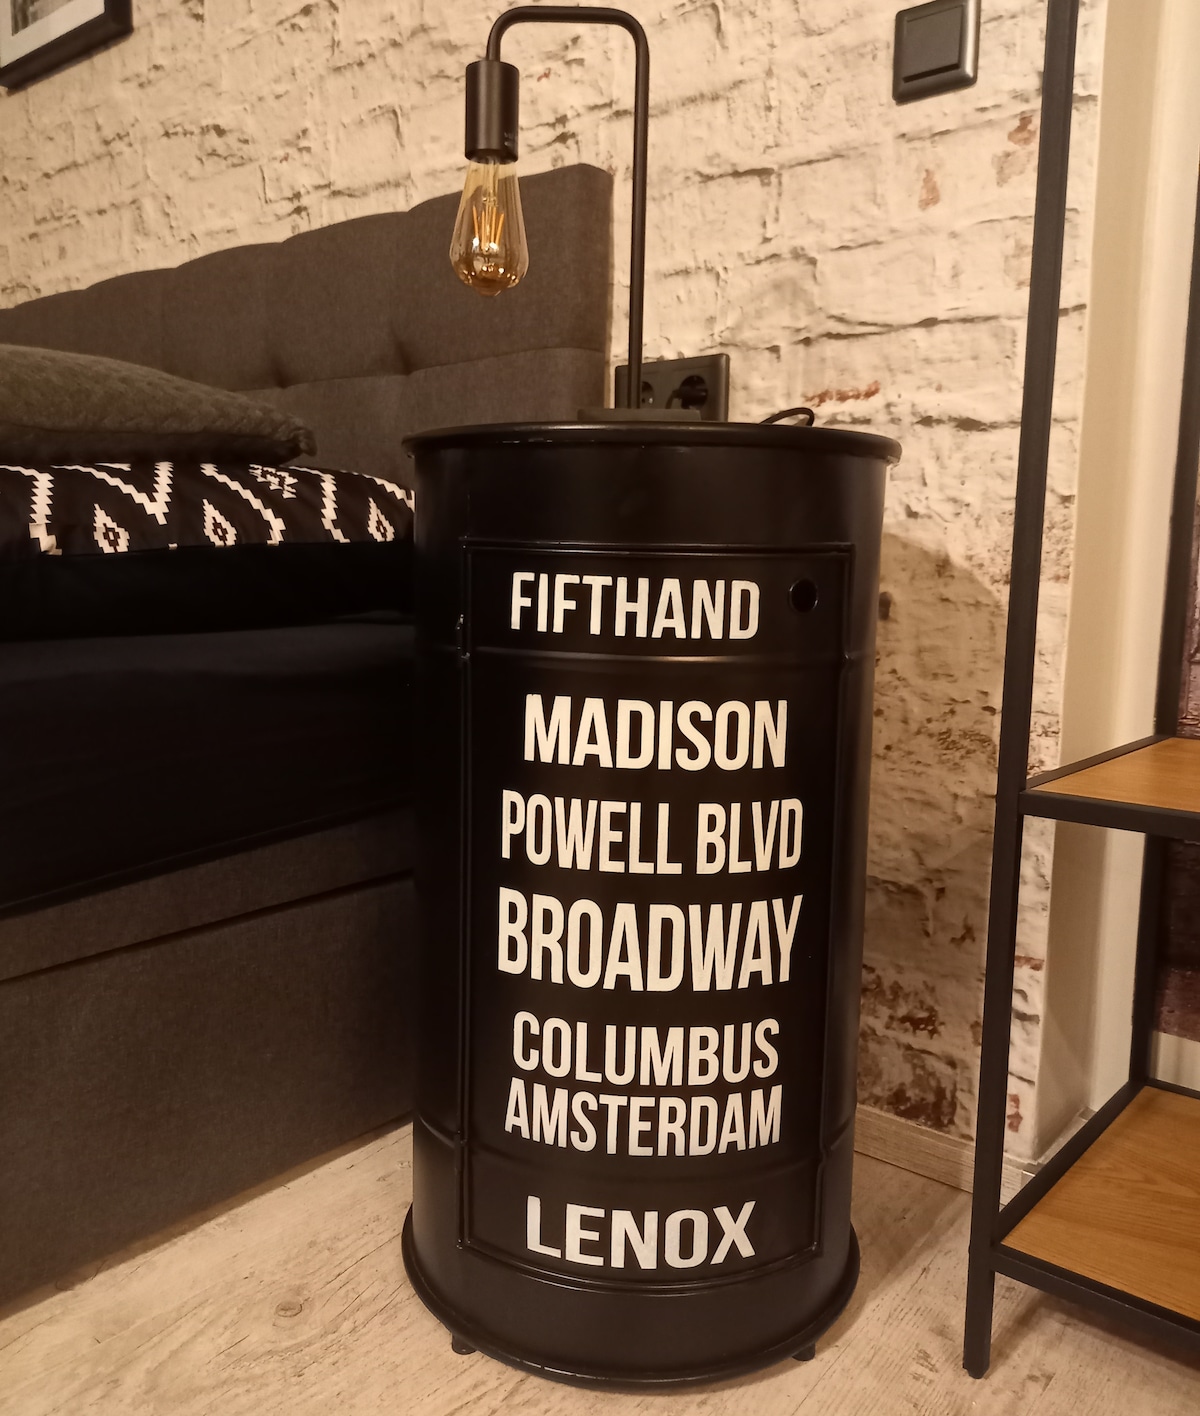 FIFTHAND
MADISON
POWELL BLVD
BROADWAY
COLUMBUS
AMSTERDAM
LENOX